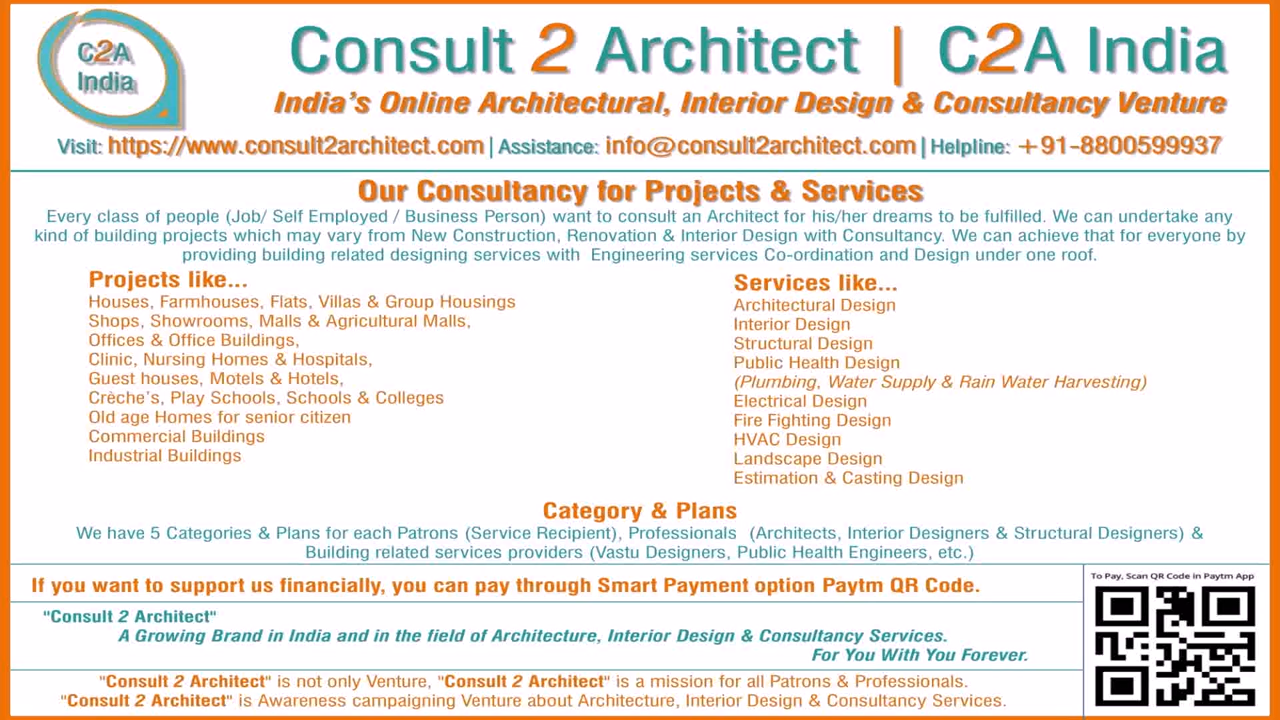 C2A
India
Consult 2 Architect | C2A India
India's Online Architectural, Interior Design & Consultancy Venture
Visit: https://www.consult2architect.com | Assistance: info@consult2architect.com | Helpline: +91-8800599937
Our Consultancy for Projects & Services
Every class of people (Job/ Self Employed / Business Person) want to consult an Architect for his/her dreams to be fulfilled. We can undertake any
kind of building projects which may vary from New Construction, Renovation & Interior Design with Consultancy. We can achieve that for everyone by
providing building related designing services with Engineering services Co-ordination and Design under one roof.
Projects like...
Houses, Farmhouses, Flats, Villas & Group Housings
Shops, Showrooms, Malls & Agricultural Malls,
Offices & Office Buildings,
Clinic, Nursing Homes & Hospitals,
Guest houses, Motels & Hotels,
Crèche's, Play Schools, Schools & Colleges
Old age Homes for senior citizen
Commercial Buildings
Industrial Buildings
Services like...
Architectural Design
Interior Design
Structural Design
Public Health Design
(Plumbing, Water Supply & Rain Water Harvesting)
Electrical Design
Fire Fighting Design
HVAC Design
Landscape Design
Estimation & Casting Design
Category & Plans
We have 5 Categories & Plans for each Patrons (Service Recipient), Professionals (Architects, Interior Designers & Structural Designers) &
Building related services providers (Vastu Designers, Public Health Engineers, etc.)
If you want to support us financially, you can pay through Smart Payment option Paytm QR Code.
To Pay, Scan QR Code in Paytm App
"Consult 2 Architect"
A Growing Brand in India and in the field of Architecture, Interior Design & Consultancy Services.
For You With You Forever.
"Consult 2 Architect" is not only Venture, "Consult 2 Architect" is a mission for all Patrons & Professionals.
"Consult 2 Architect" is Awareness campaigning Venture about Architecture, Interior Design & Consultancy Services.